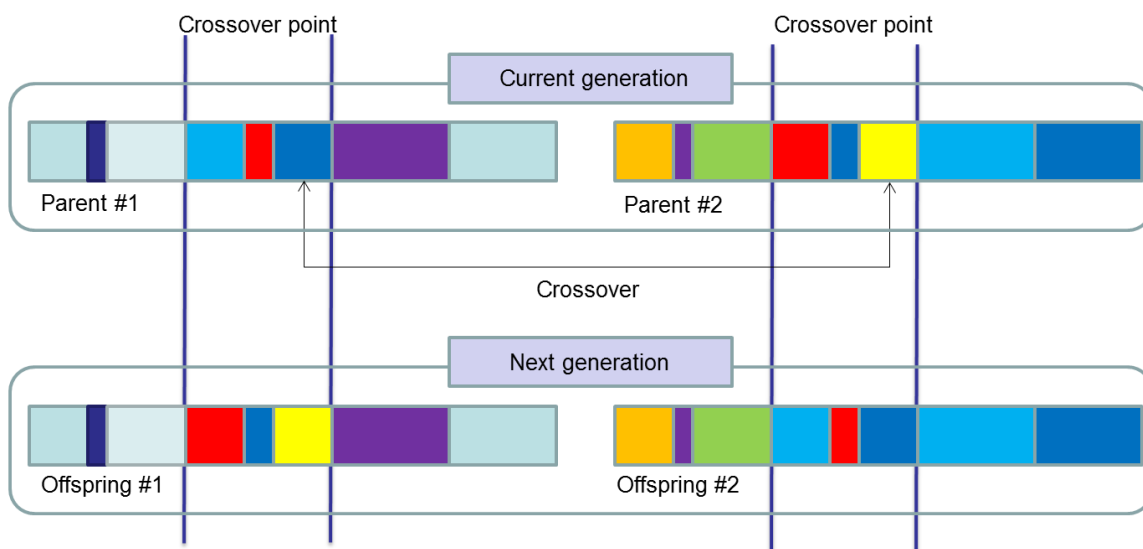 Crossover point
Crossover point
Current generation
Parent #1
Parent #2
Crossover
Next generation
Offspring #1
Offspring #2